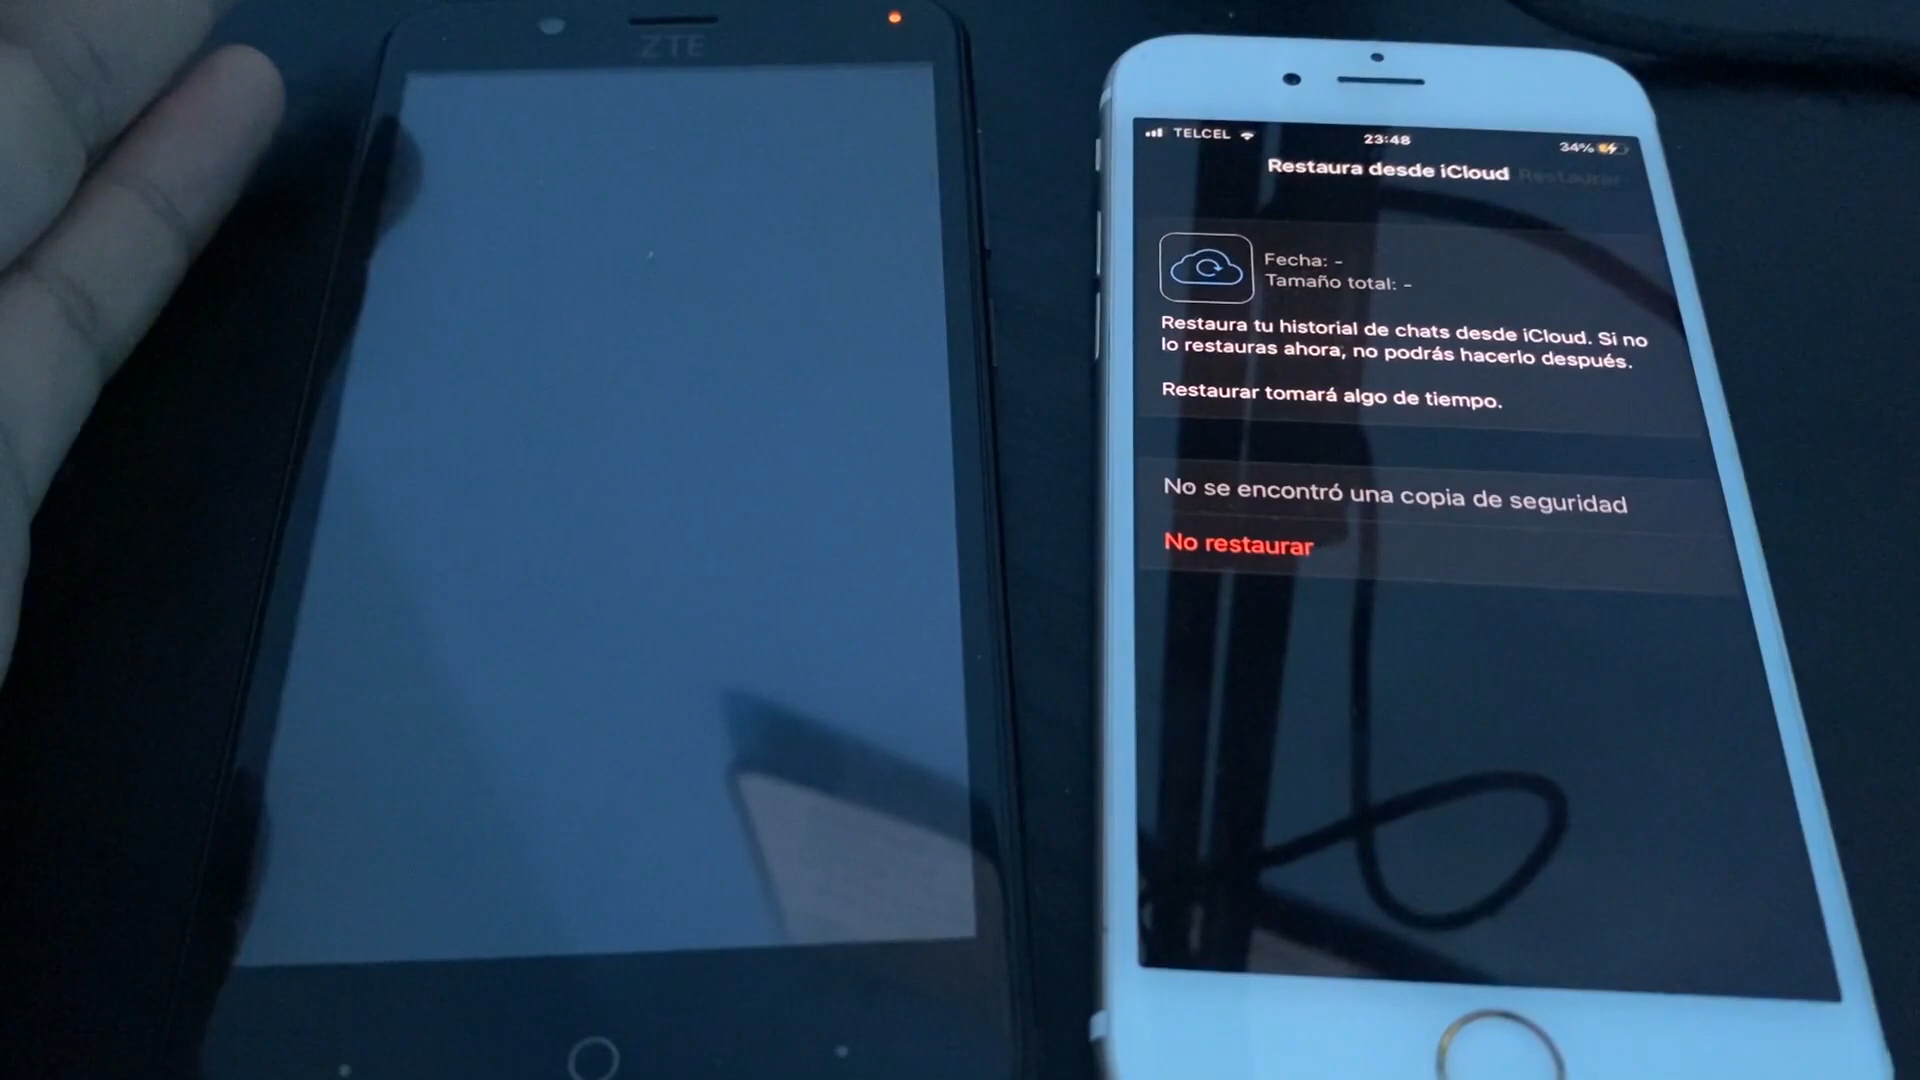 ZTE
TELCEL
23:48
34%
Restaura desde iCloud
Restaurar
Fecha: -
Tamaño total: -
Restaura tu historial de chats desde iCloud. Si no
lo restauras ahora, no podrás hacerlo después.
Restaurar tomará algo de tiempo.
No se encontró una copia de seguridad
No restaurar